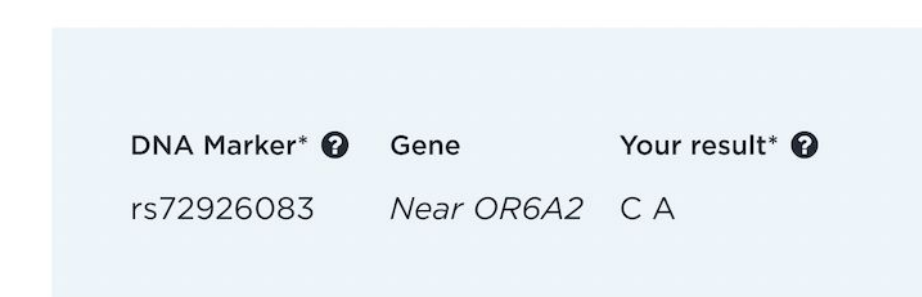 DNA Marker* ? Gene Your result* ?
rs72926083 Near OR6A2 C A